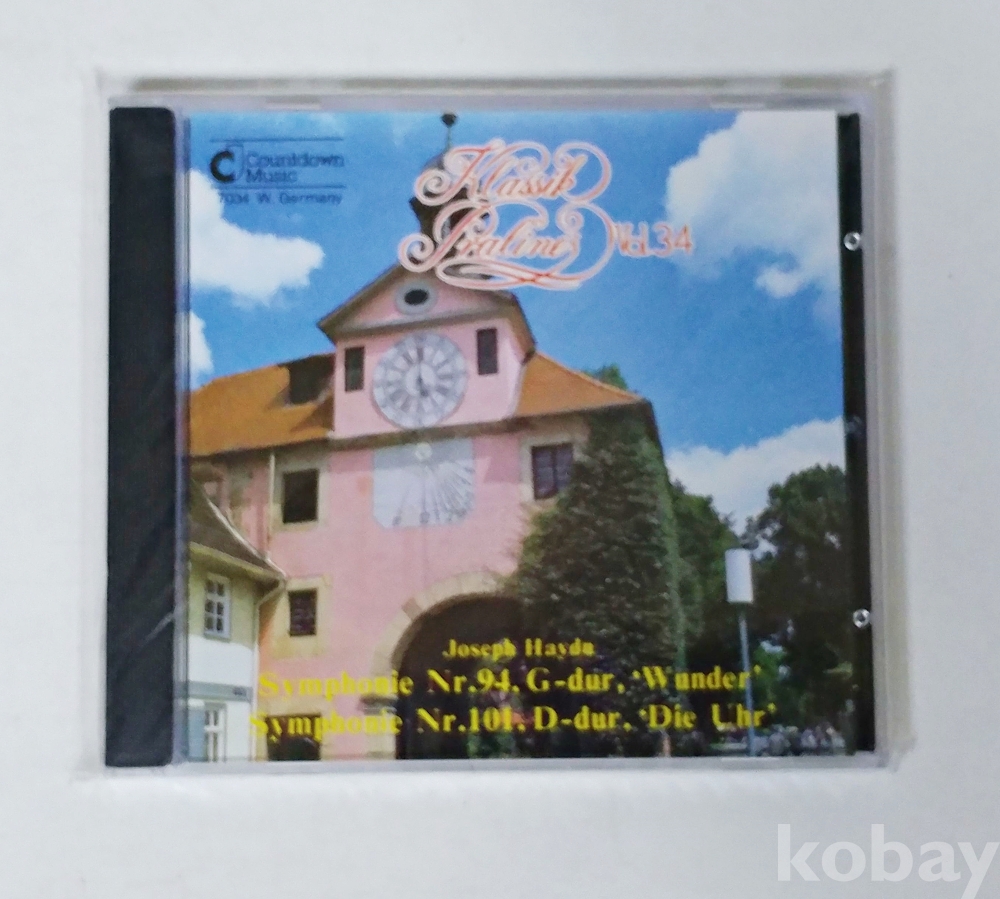 Countdown
Music
7034 W. Germany
Klassik
Pralinés Vol.34
Joseph Haydn
Symphonie Nr.94, G-dur, ‘Wunder’
Symphonie Nr.101, D-dur, ‘Die Uhr’
kobay